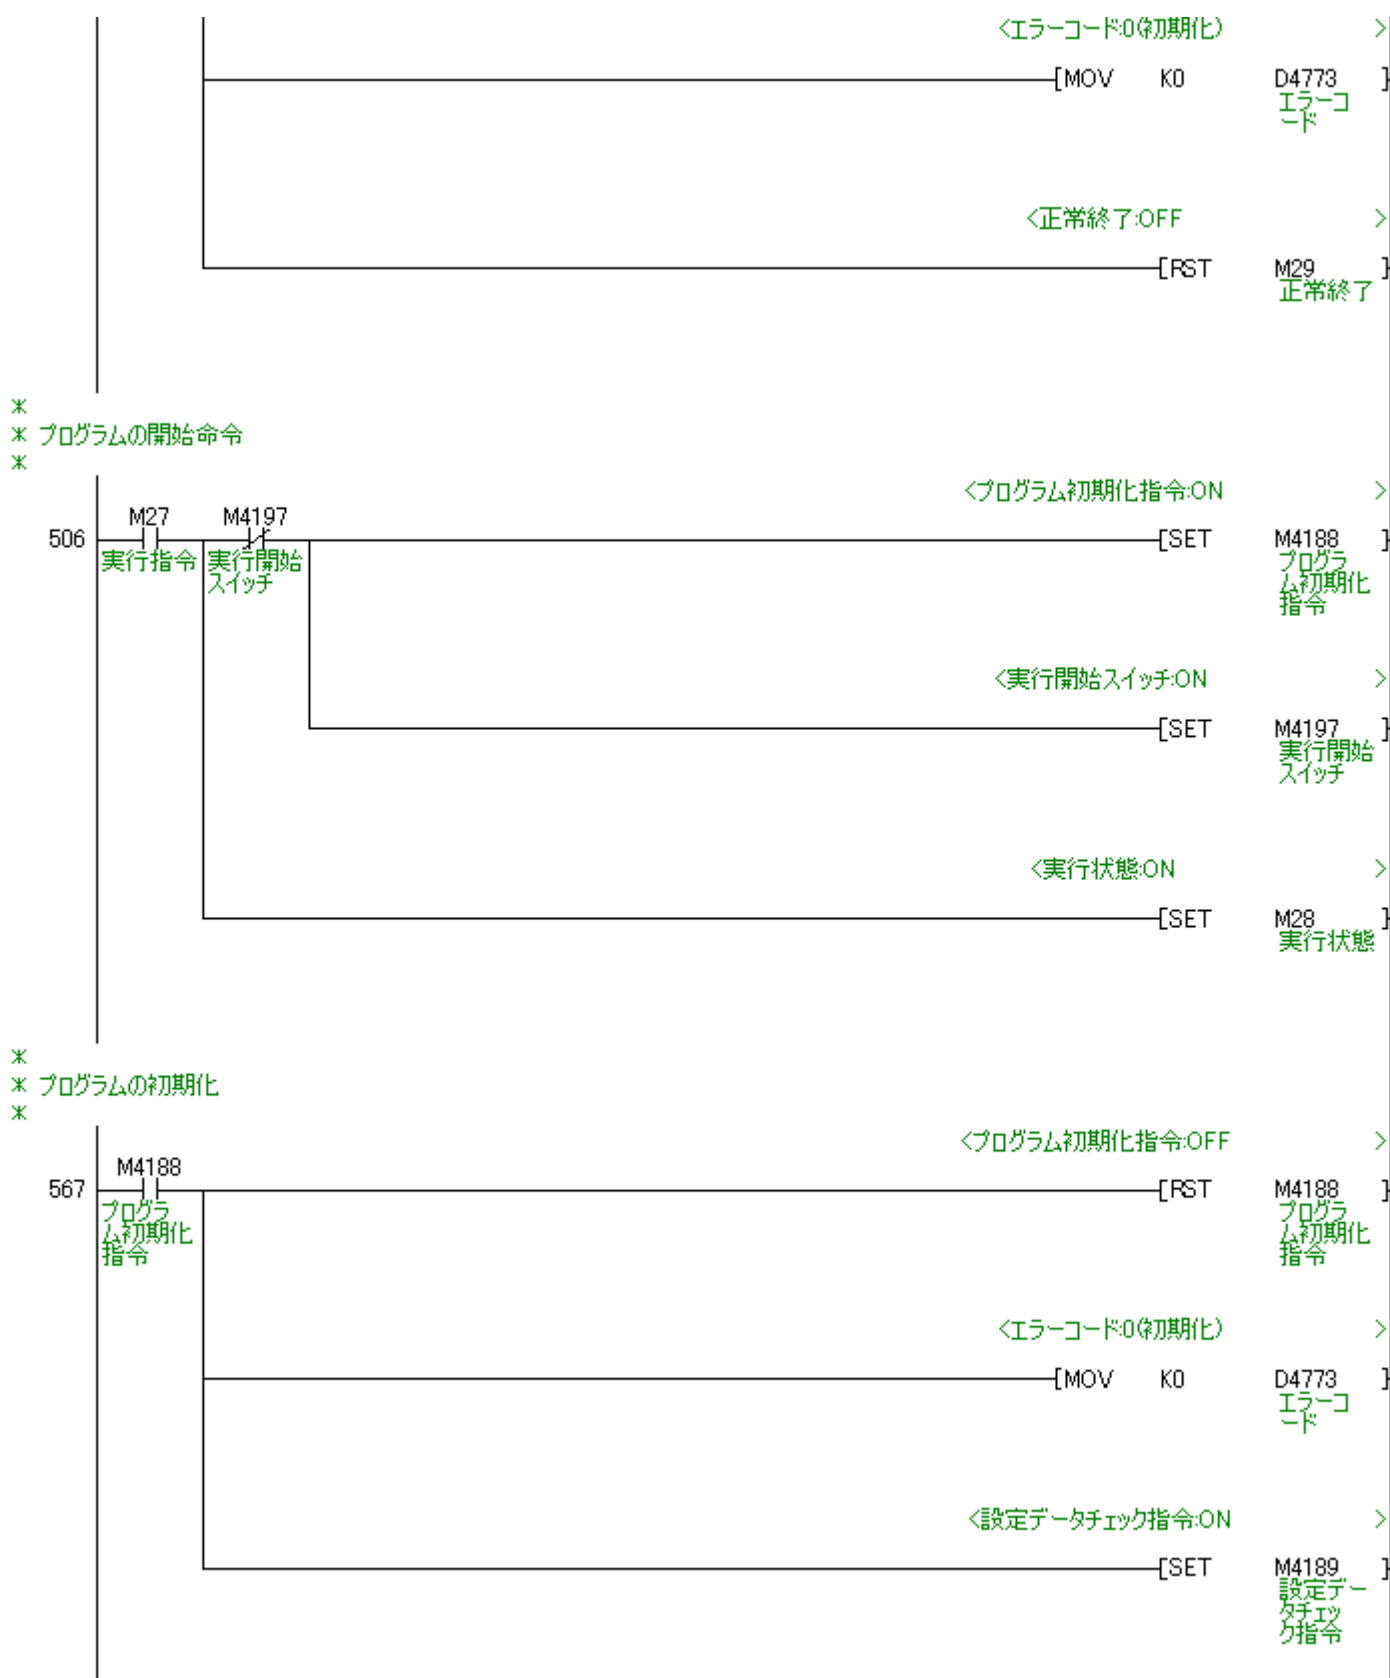 <エラーコード:0(初期化) >
[MOV K0 D4773 ]
エラーコ
ード
<正常終了:OFF >
[RST M29 ]
正常終了
*
* プログラムの開始命令
*
<プログラム初期化指令:ON >
M27 M4197
506 [SET M4188 ]
実行指令 実行開始
スイッチ
プログラ
ム初期化
指令
<実行開始スイッチ:ON >
[SET M4197 ]
実行開始
スイッチ
<実行状態:ON >
[SET M28 ]
実行状態
*
* プログラムの初期化
*
<プログラム初期化指令:OFF >
M4188
567 [RST M4188 ]
プログラ
ム初期化
指令
プログラ
ム初期化
指令
<エラーコード:0(初期化) >
[MOV K0 D4773 ]
エラーコ
ード
<設定データチェック指令:ON >
[SET M4189 ]
設定デー
タチェッ
ク指令